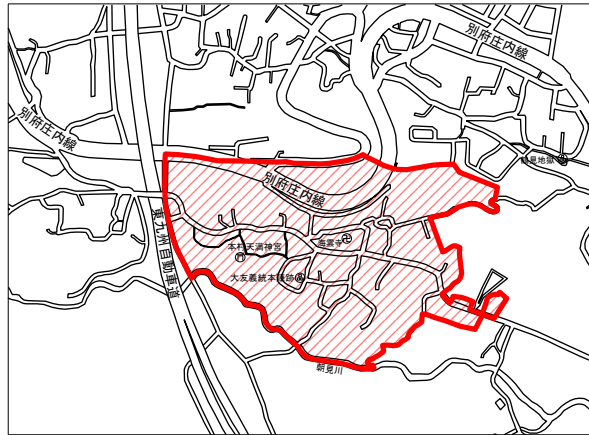 別府庄内線
別府庄内線
鶴見地獄
別府庄内線
東九州自動車道
本村天満神宮
海雲寺
大友義統本陣跡
朝見川